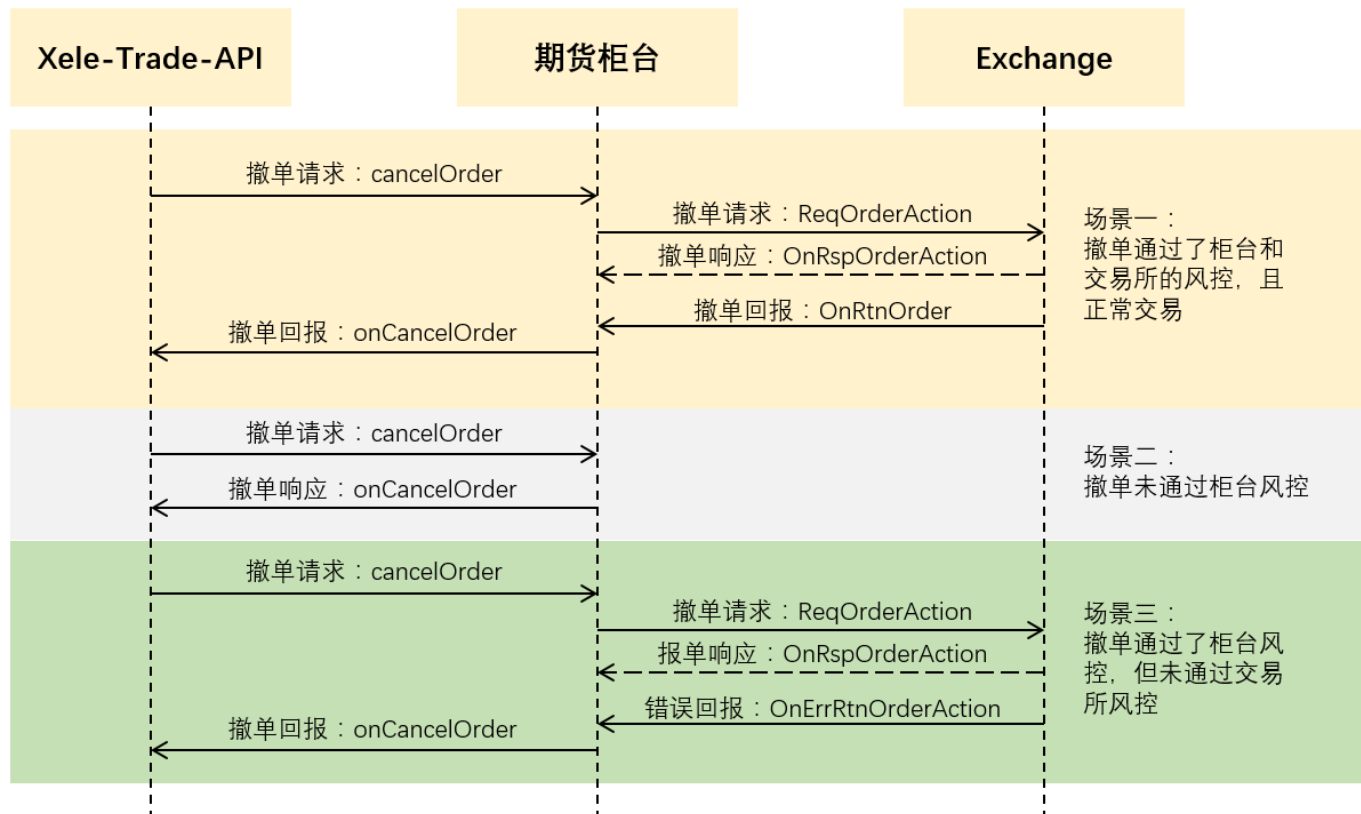 Xele-Trade-API
期货柜台
Exchange
撤单请求：cancelOrder
撤单请求：ReqOrderAction
撤单响应：OnRspOrderAction
撤单回报：OnRtnOrder
撤单回报：onCancelOrder
场景一：
撤单通过了柜台和
交易所的风控，且
正常交易
撤单请求：cancelOrder
撤单响应：onCancelOrder
场景二：
撤单未通过柜台风控
撤单请求：cancelOrder
撤单请求：ReqOrderAction
报单响应：OnRspOrderAction
错误回报：OnErrRtnOrderAction
撤单回报：onCancelOrder
场景三：
撤单通过了柜台风
控，但未通过交易
所风控